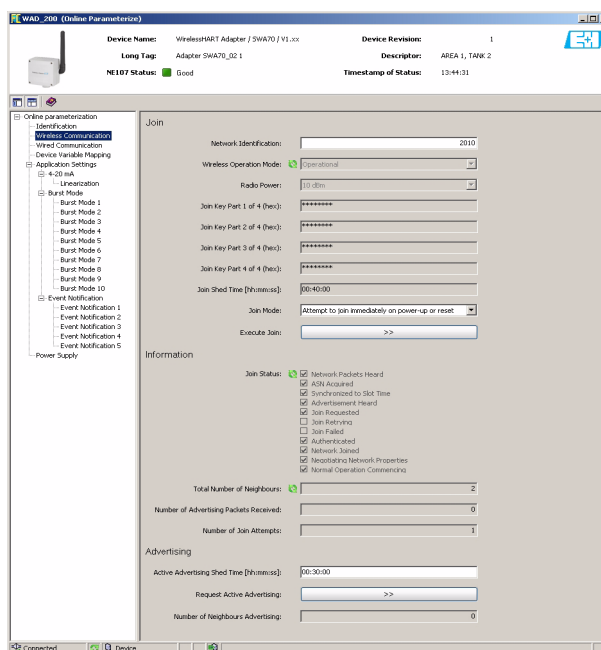 WAD_200 (Online Parameterize)
Device Name: WirelessHART Adapter / SWA70 / V1.xx Device Revision: 1
Long Tag: Adapter SWA70_02 1 Descriptor: AREA 1, TANK 2
NE107 Status: Good Timestamp of Status: 13:44:31
Online parameterization
Identification
Wireless Communication
Wired Communication
Device Variable Mapping
Application Settings
4-20 mA
Linearization
Burst Mode
Burst Mode 1
Burst Mode 2
Burst Mode 3
Burst Mode 4
Burst Mode 5
Burst Mode 6
Burst Mode 7
Burst Mode 8
Burst Mode 9
Burst Mode 10
Event Notification
Event Notification 1
Event Notification 2
Event Notification 3
Event Notification 4
Event Notification 5
Power Supply
Join
Network Identification: 2010
Wireless Operation Mode: Operational
Radio Power: 10 dBm
Join Key Part 1 of 4 (hex): ********
Join Key Part 2 of 4 (hex): ********
Join Key Part 3 of 4 (hex): ********
Join Key Part 4 of 4 (hex): ********
Join Shed Time [hh:mm:ss]: 00:40:00
Join Mode: Attempt to join immediately on power-up or reset
Execute Join: >>
Information
Join Status: Network Packets Heard
ASN Acquired
Synchronized to Slot Time
Advertisement Heard
Join Requested
Join Retrying
Join Failed
Authenticated
Network Joined
Negotiating Network Properties
Normal Operation Commencing
Total Number of Neighbours: 2
Number of Advertising Packets Received: 0
Number of Join Attempts: 1
Advertising
Active Advertising Shed Time [hh:mm:ss]: 00:30:00
Request Active Advertising: >>
Number of Neighbours Advertising: 0
Connected Device